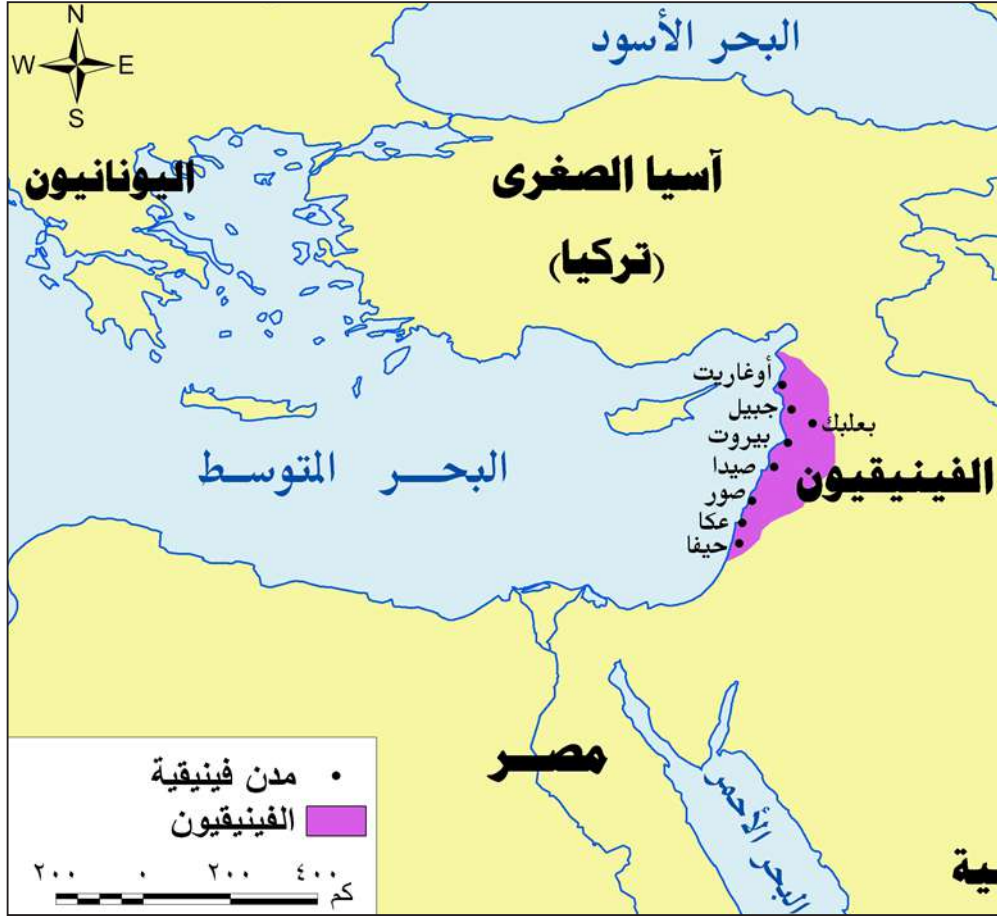 N
W E
S
البحر الأسود
اليونانيون
آسيا الصغرى
(تركيا)
أوغاريت
جبيل
بعلبك
بيروت
صيدا
صور
عكا
حيفا
الفينيقيون
البحر المتوسط
مصر
البحر الأحمر
ية
مدن فينيقية
الفينيقيون
٢٠٠ ٠ ٢٠٠ ٤٠٠
كم